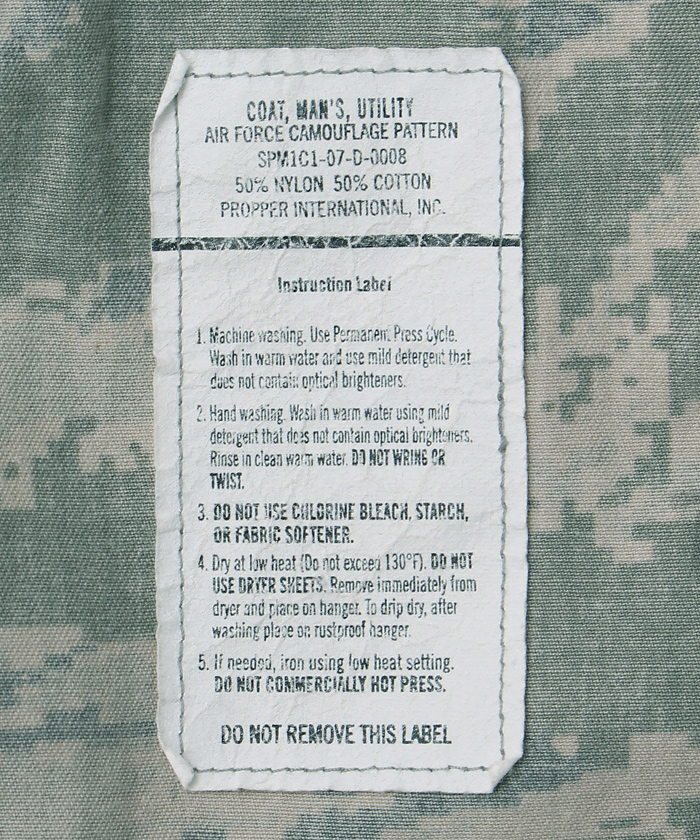 COAT, MAN'S, UTILITY
AIR FORCE CAMOUFLAGE PATTERN
SPM1C1-07-D-0008
50% NYLON 50% COTTON
PROPPER INTERNATIONAL, INC.
Instruction Label
1. Machine washing. Use Permanent Press Cycle.
Wash in warm water and use mild detergent that
does not contain optical brighteners.
2. Hand washing. Wash in warm water using mild
detergent that does not contain optical brighteners.
Rinse in clean warm water. DO NOT WRING OR
TWIST.
3. DO NOT USE CHLORINE BLEACH, STARCH,
OR FABRIC SOFTENER.
4. Dry at low heat (Do not exceed 130°F). DO NOT
USE DRYER SHEETS. Remove immediately from
dryer and place on hanger. To drip dry, after
washing place on rustproof hanger.
5. If needed, iron using low heat setting.
DO NOT COMMERCIALLY HOT PRESS.
DO NOT REMOVE THIS LABEL